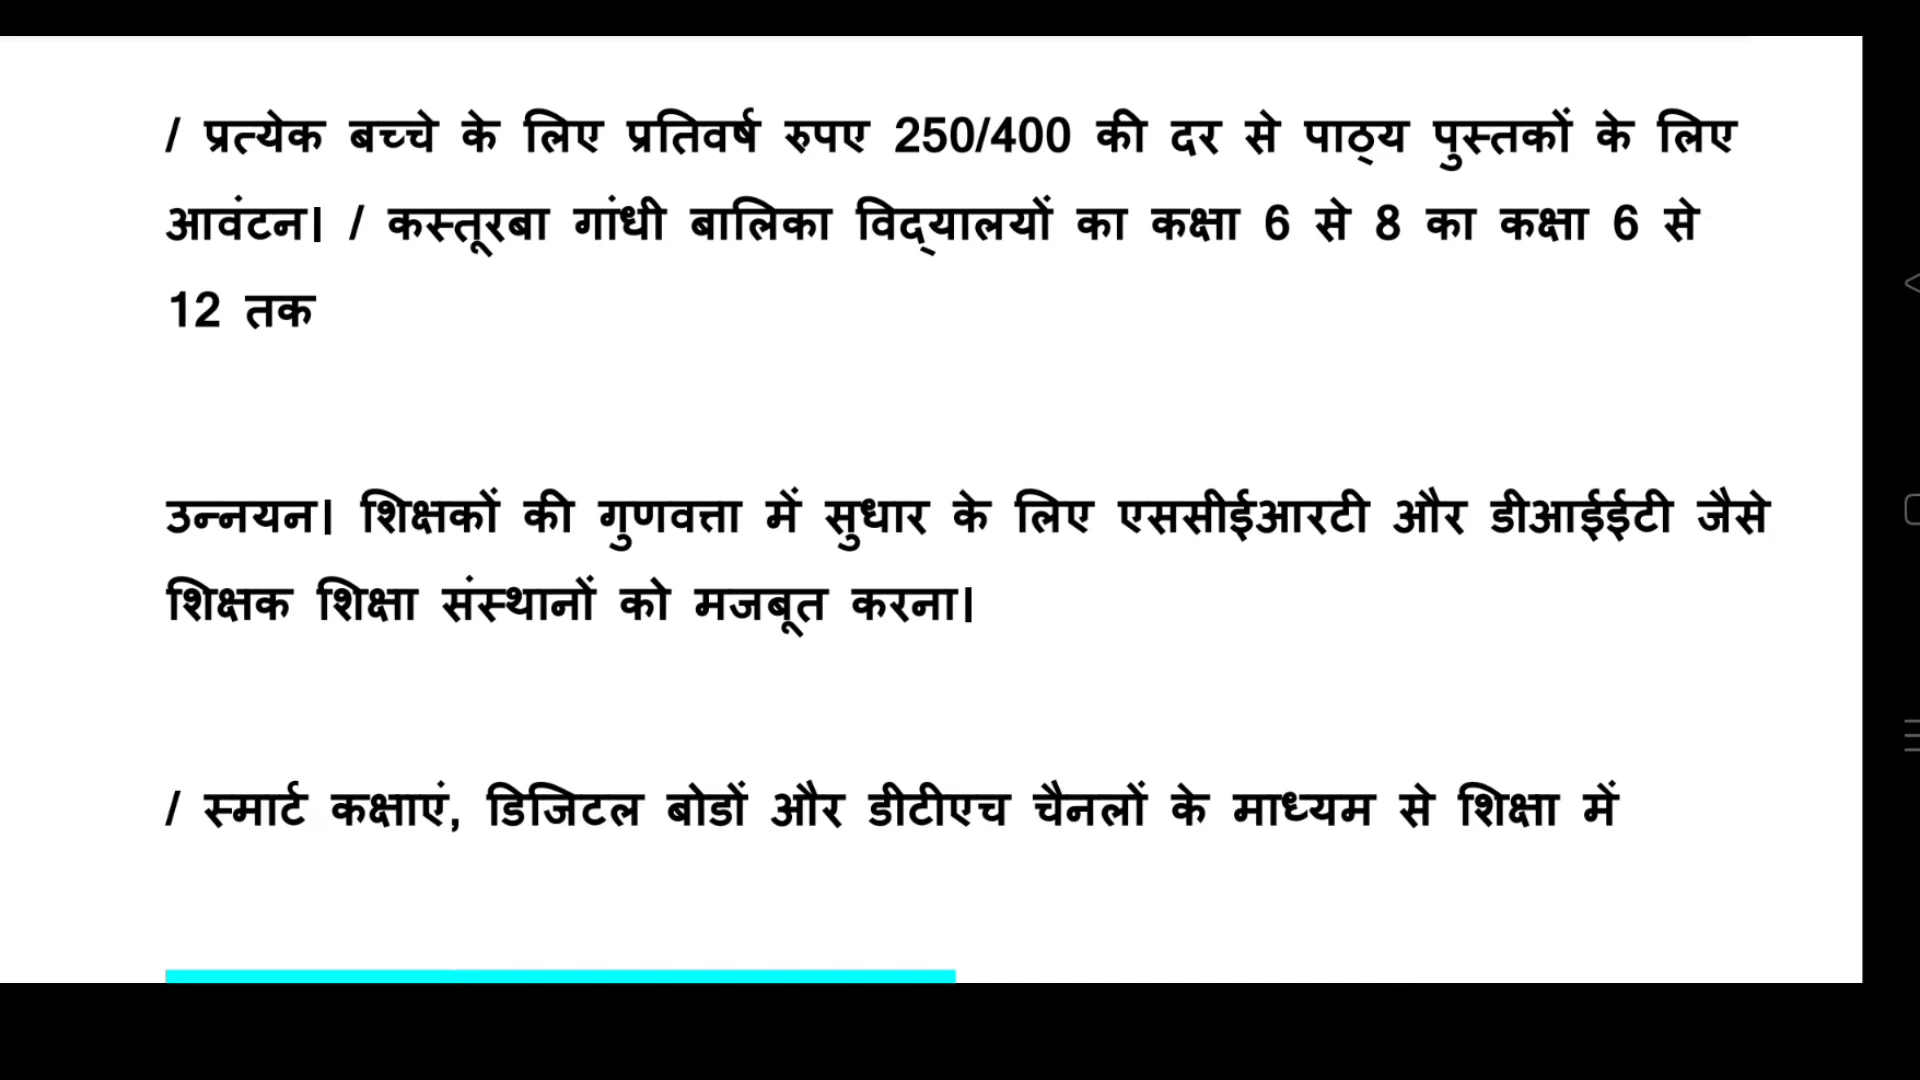 / प्रत्येक बच्चे के लिए प्रतिवर्ष रुपए 250/400 की दर से पाठ्य पुस्तकों के लिए
आवंटन। / कस्तूरबा गांधी बालिका विद्यालयों का कक्षा 6 से 8 का कक्षा 6 से
12 तक
उन्नयन। शिक्षकों की गुणवत्ता में सुधार के लिए एससीईआरटी और डीआईईटी जैसे
शिक्षक शिक्षा संस्थानों को मजबूत करना।
/ स्मार्ट कक्षाएं, डिजिटल बोडों और डीटीएच चैनलों के माध्यम से शिक्षा में